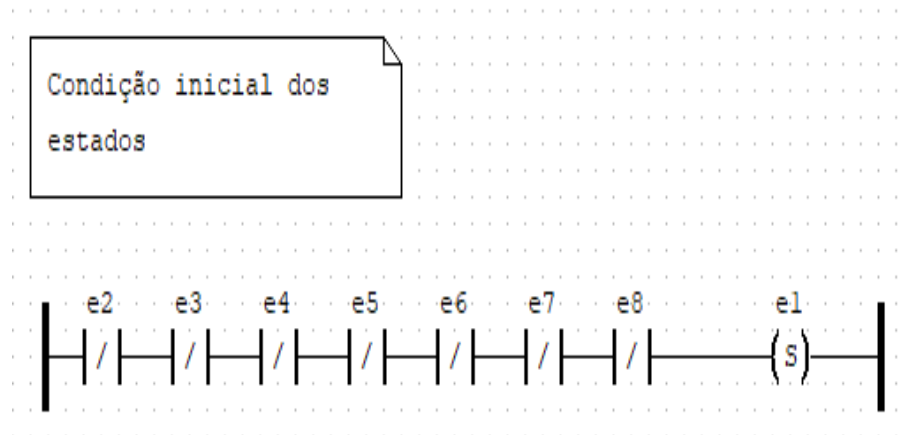 Condição inicial dos
estados
e2 e3 e4 e5 e6 e7 e8 e1
/ / / / / / / S